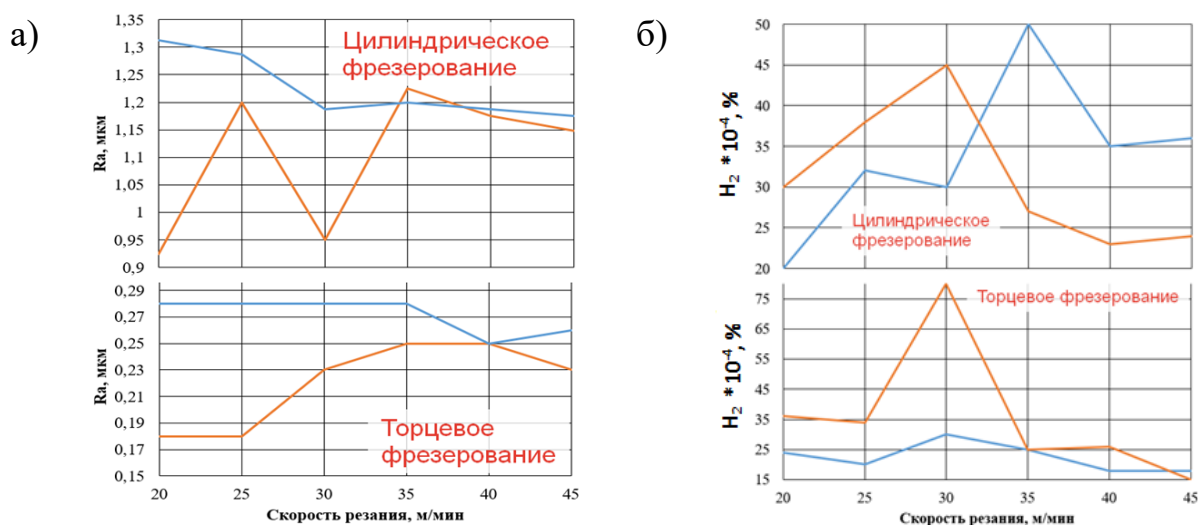 а)
1,35
1,3
1,25
1,2
1,15
1,1
1,05
1
0,95
0,9
Ra, мкм
Цилиндрическое
фрезерование
0,29
0,27
0,25
0,23
0,21
0,19
0,17
0,15
Ra, мкм
Торцевое
фрезерование
20 25 30 35 40 45
Скорость резания, м/мин
б)
50
45
40
35
30
25
20
H₂ *10⁻⁴, %
Цилиндрическое
фрезерование
75
65
55
45
35
25
15
H₂ *10⁻⁴, %
Торцевое фрезерование
20 25 30 35 40 45
Скорость резания, м/мин